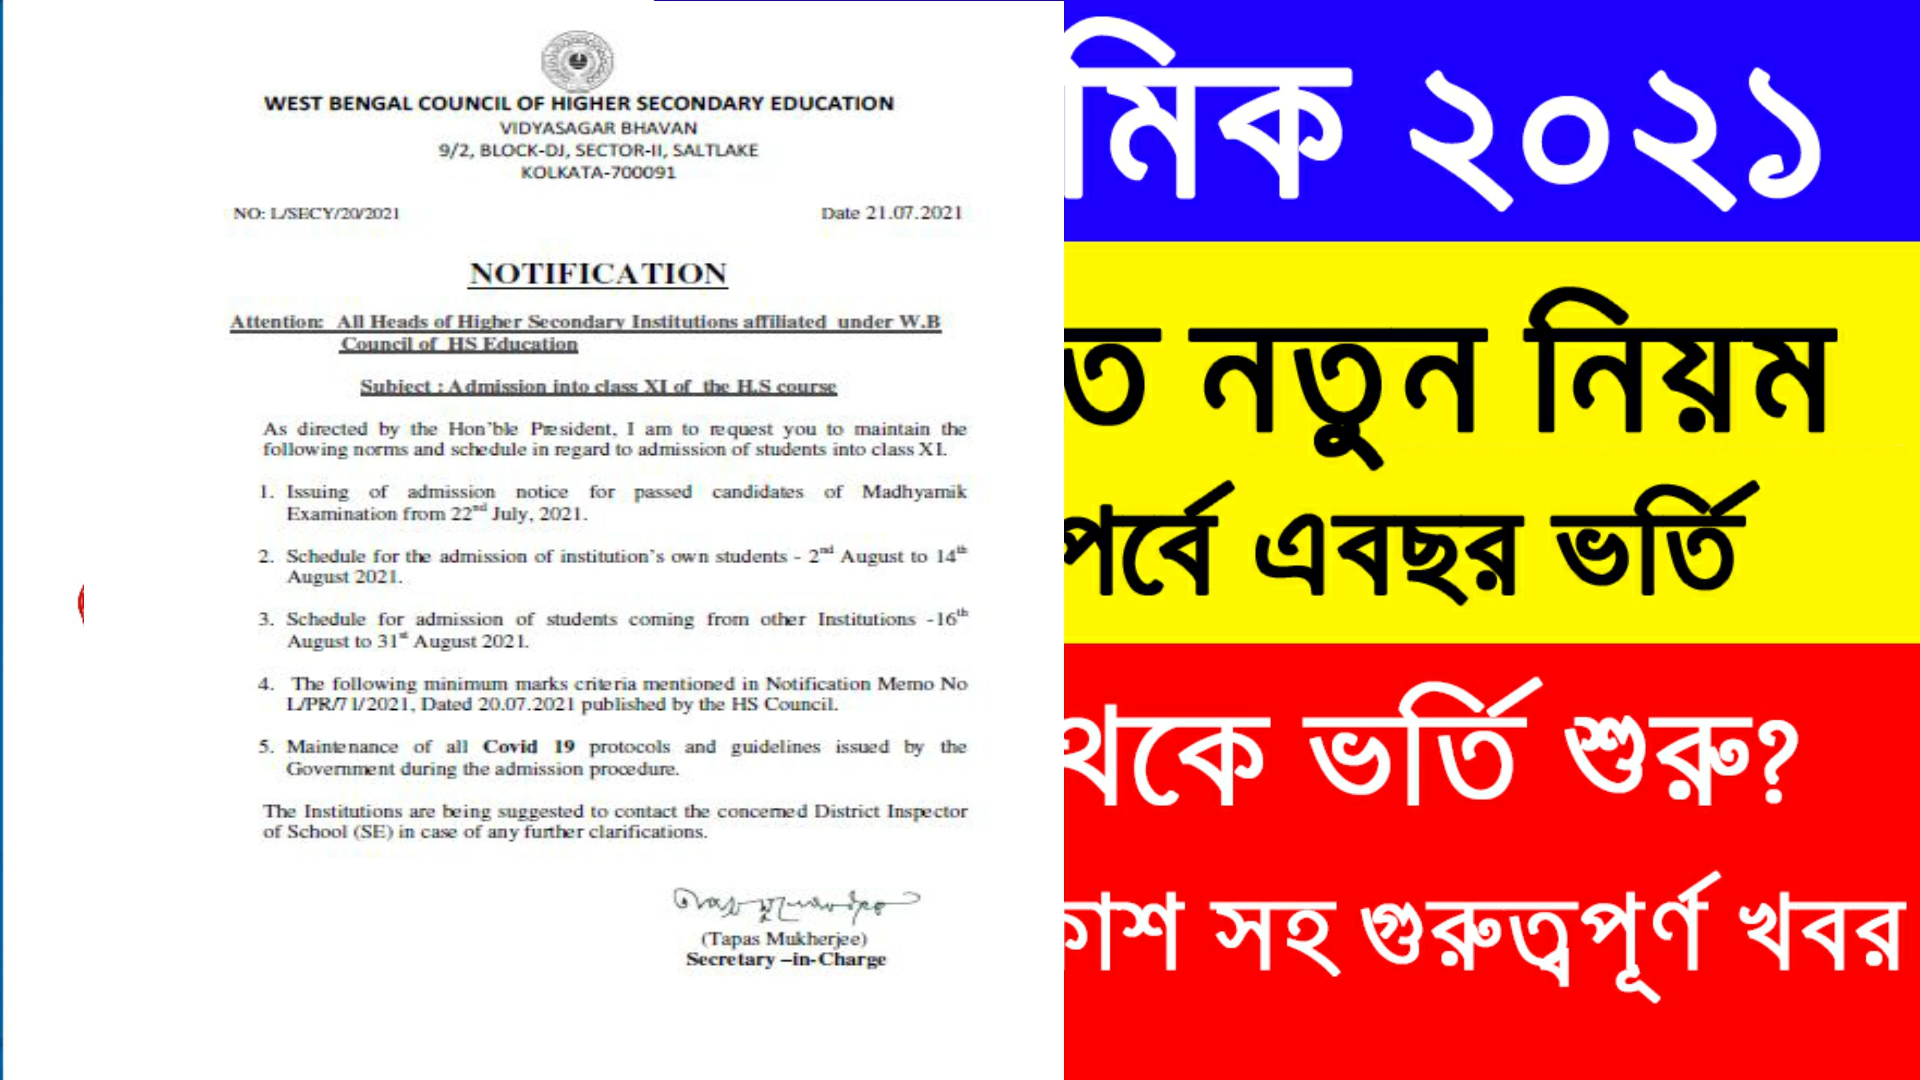 WEST BENGAL COUNCIL OF HIGHER SECONDARY EDUCATION
VIDYASAGAR BHAVAN
9/2, BLOCK-DJ, SECTOR-II, SALTLAKE
KOLKATA-700091
NO: L/SECY/20/2021 Date 21.07.2021
NOTIFICATION
Attention: All Heads of Higher Secondary Institutions affiliated under W.B
Council of HS Education
Subject : Admission into class XI of the H.S course
As directed by the Hon'ble President, I am to request you to maintain the
following norms and schedule in regard to admission of students into class XI.
1. Issuing of admission notice for passed candidates of Madhyamik
Examination from 22nd July, 2021.
2. Schedule for the admission of institution's own students - 2nd August to 14th
August 2021.
3. Schedule for admission of students coming from other Institutions -16th
August to 31st August 2021.
4. The following minimum marks criteria mentioned in Notification Memo No
L/PR/71/2021, Dated 20.07.2021 published by the HS Council.
5. Maintenance of all Covid 19 protocols and guidelines issued by the
Government during the admission procedure.
The Institutions are being suggested to contact the concerned District Inspector
of School (SE) in case of any further clarifications.
(Tapas Mukherjee)
Secretary –in-Charge
মিক ২০২১
ত নতুন নিয়ম
পর্বে এবছর ভর্তি
থেকে ভর্তি শুরু?
কাশ সহ গুরুত্বপূর্ণ খবর